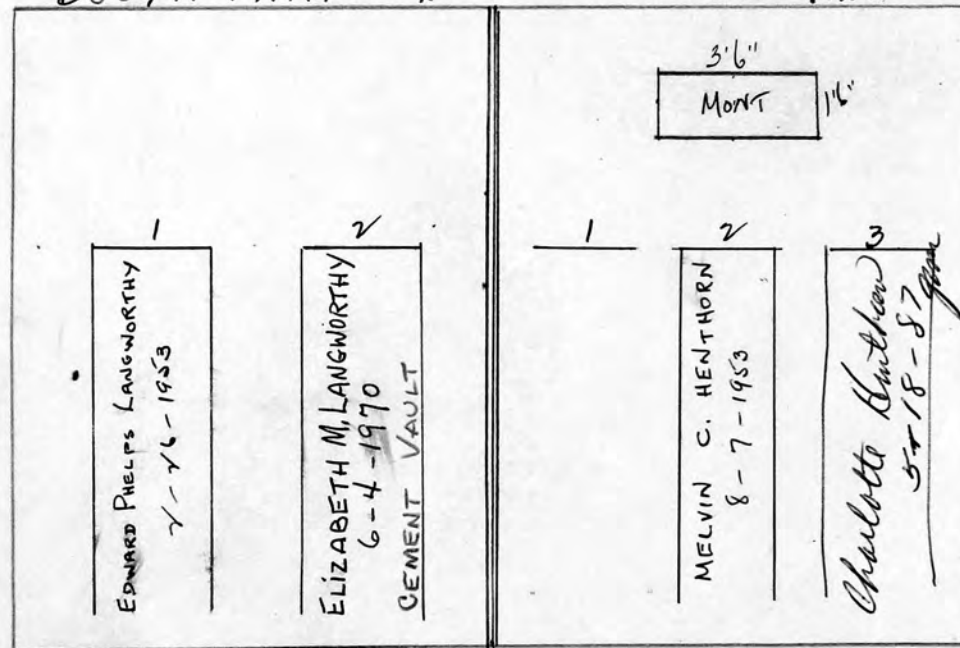 1
EDWARD PHELPS LANGWORTHY
2-26-1953
2
ELIZABETH M. LANGWORTHY
6-4-1970
CEMENT VAULT
3'6"
MONT
1'6"
1
2
MELVIN C. HENTHORN
8-7-1953
3
Charlotte Henthorn
5-18-87